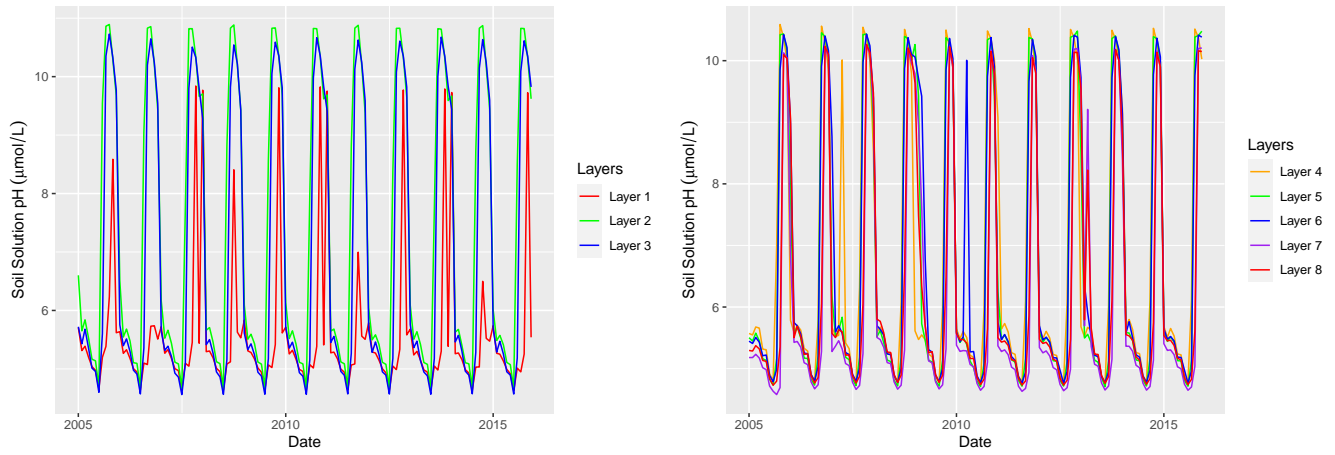 Soil Solution pH (μmol/L)
10
8
6
2005
2010
2015
Date
Layers
Layer 1
Layer 2
Layer 3
Soil Solution pH (μmol/L)
10
8
6
2005
2010
2015
Date
Layers
Layer 4
Layer 5
Layer 6
Layer 7
Layer 8